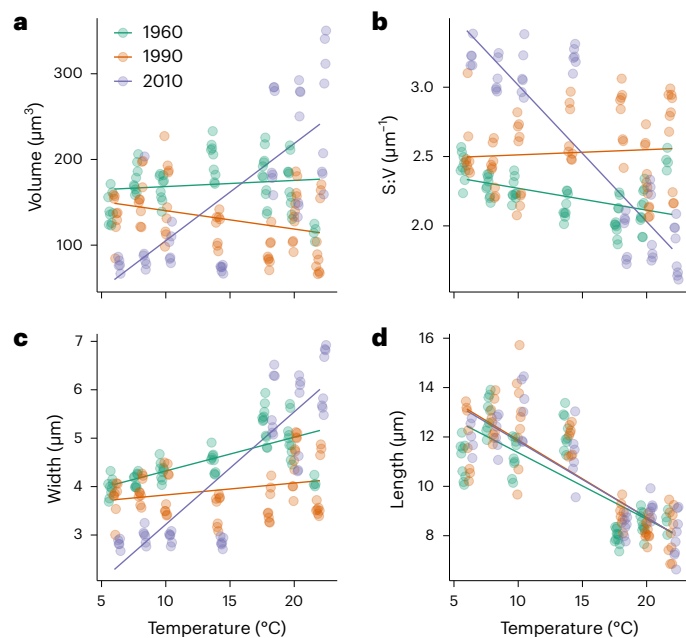 a
1960
1990
2010
300
200
100
Volume (µm³)
b
3.0
2.5
2.0
S:V (µm⁻¹)
c
7
6
5
4
3
Width (µm)
5 10 15 20
Temperature (°C)
d
16
14
12
10
8
Length (µm)
5 10 15 20
Temperature (°C)